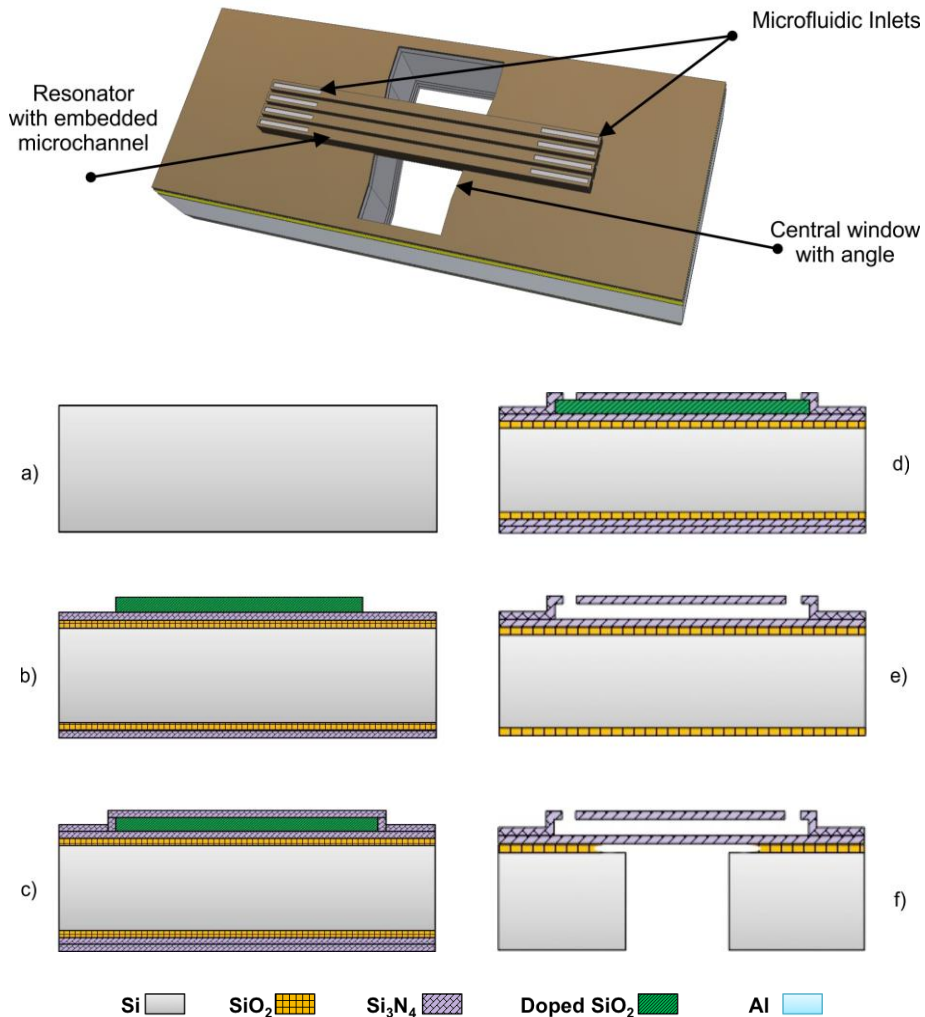 Microfluidic Inlets
Resonator
with embedded
microchannel
Central window
with angle
a)
d)
b)
e)
c)
f)
Si
SiO₂
Si₃N₄
Doped SiO₂
Al